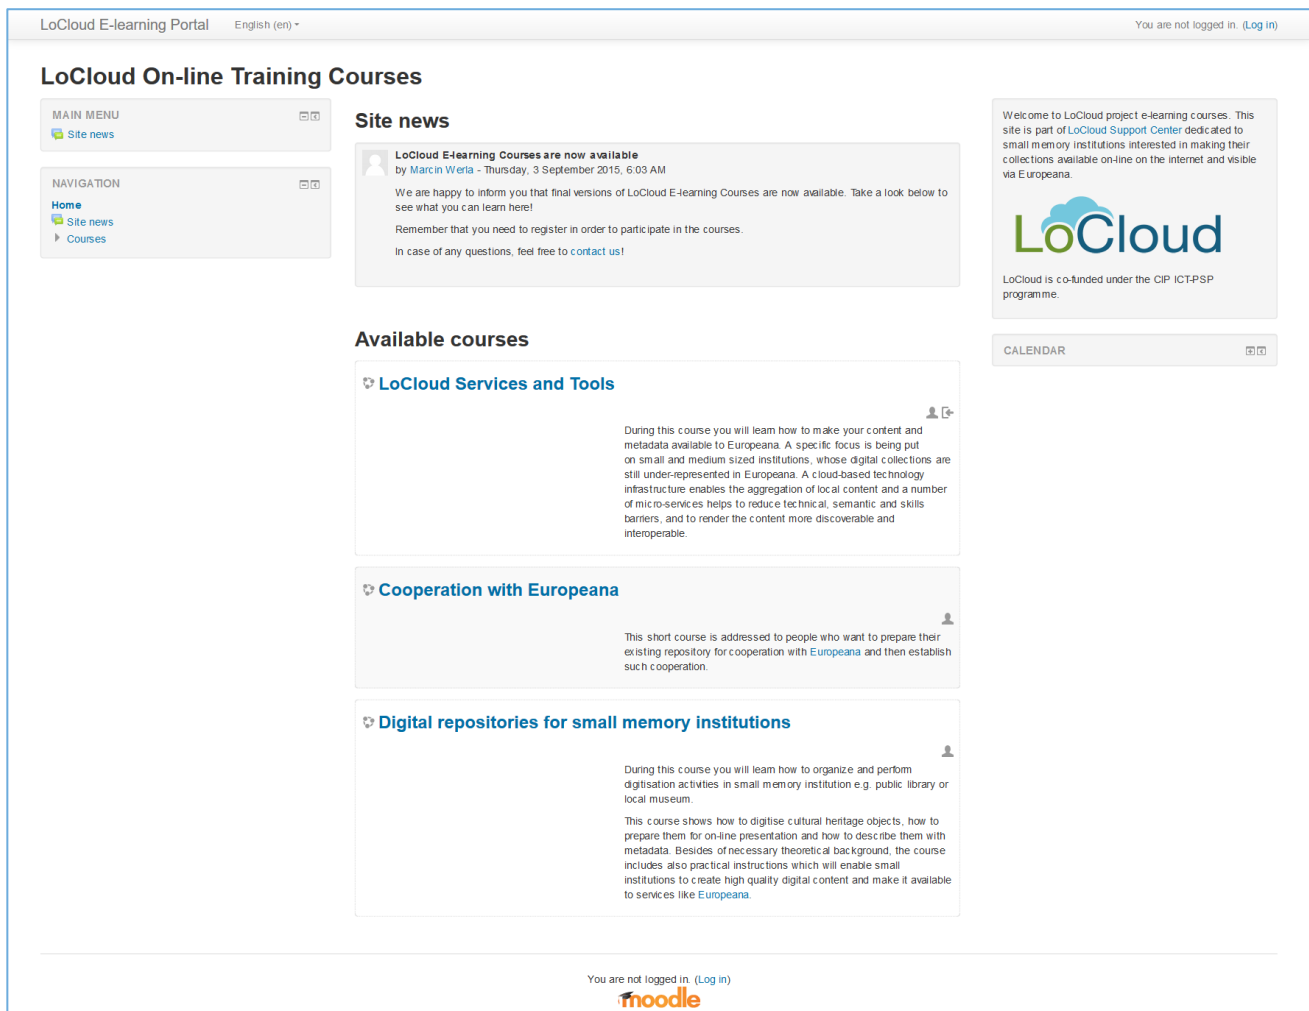 LoCloud E-learning Portal English (en)
You are not logged in. (Log in)
LoCloud On-line Training Courses
MAIN MENU
Site news
NAVIGATION
Home
Site news
Courses
Site news
LoCloud E-learning Courses are now available
by Marcin Werla - Thursday, 3 September 2015, 6:03 AM
We are happy to inform you that final versions of LoCloud E-learning Courses are now available. Take a look below to
see what you can learn here!
Remember that you need to register in order to participate in the courses.
In case of any questions, feel free to contact us!
Available courses
LoCloud Services and Tools
During this course you will learn how to make your content and
metadata available to Europeana. A specific focus is being put
on small and medium sized institutions, whose digital collections are
still under-represented in Europeana. A cloud-based technology
infrastructure enables the aggregation of local content and a number
of micro-services helps to reduce technical, semantic and skills
barriers, and to render the content more discoverable and
interoperable.
Cooperation with Europeana
This short course is addressed to people who want to prepare their
existing repository for cooperation with Europeana and then establish
such cooperation.
Digital repositories for small memory institutions
During this course you will learn how to organize and perform
digitisation activities in small memory institution e.g. public library or
local museum.
This course shows how to digitise cultural heritage objects, how to
prepare them for on-line presentation and how to describe them with
metadata. Besides of necessary theoretical background, the course
includes also practical instructions which will enable small
institutions to create high quality digital content and make it available
to services like Europeana.
Welcome to LoCloud project e-learning courses. This
site is part of LoCloud Support Center dedicated to
small memory institutions interested in making their
collections available on-line on the internet and visible
via Europeana.
LoCloud
LoCloud is co-funded under the CIP ICT-PSP
programme.
CALENDAR
You are not logged in. (Log in)
moodle